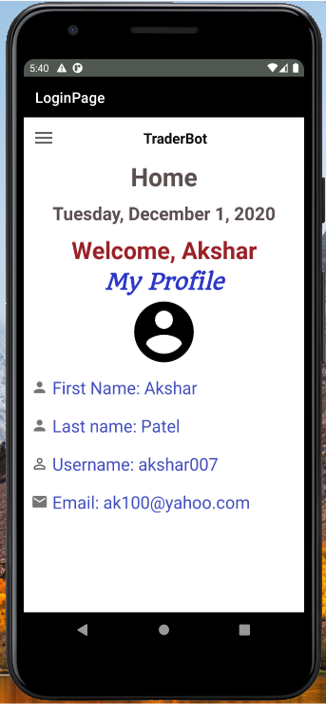 5:40
LoginPage
TraderBot
Home
Tuesday, December 1, 2020
Welcome, Akshar
My Profile
First Name: Akshar
Last name: Patel
Username: akshar007
Email: ak100@yahoo.com